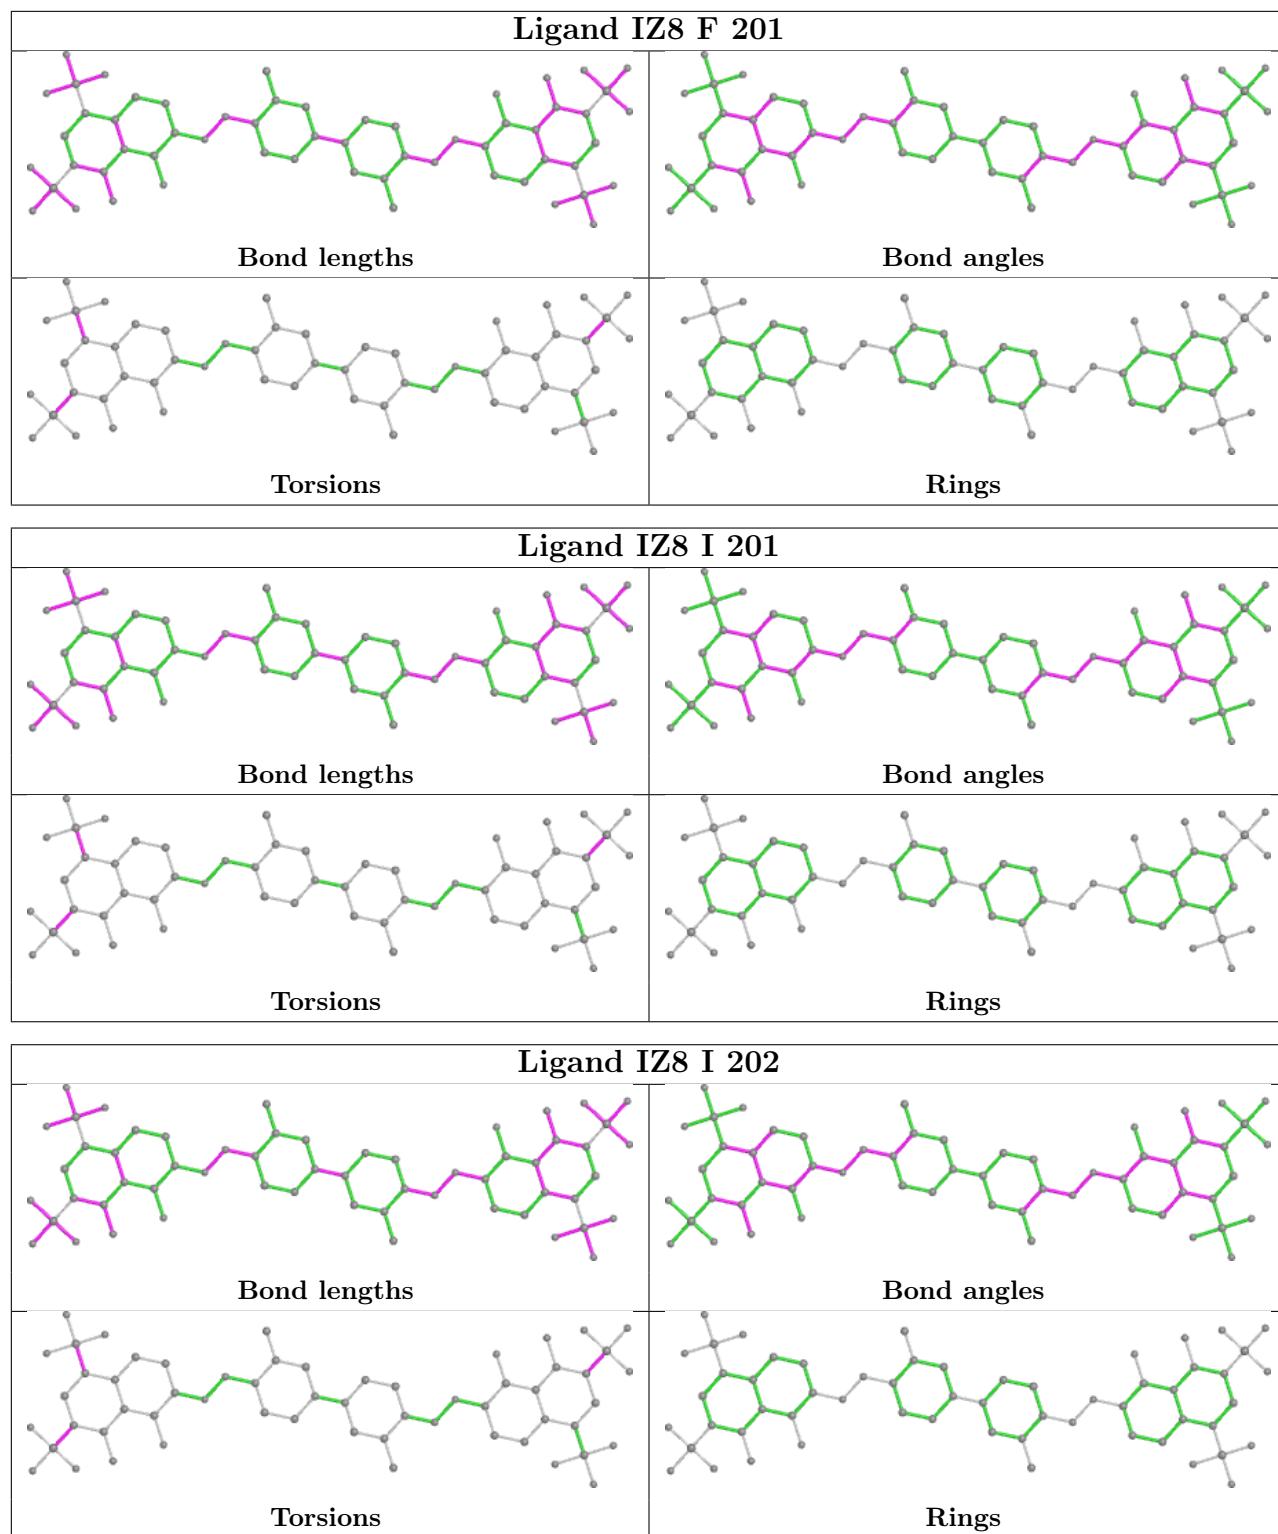 Ligand IZ8 F 201
Bond lengths
Bond angles
Torsions
Rings
Ligand IZ8 I 201
Bond lengths
Bond angles
Torsions
Rings
Ligand IZ8 I 202
Bond lengths
Bond angles
Torsions
Rings